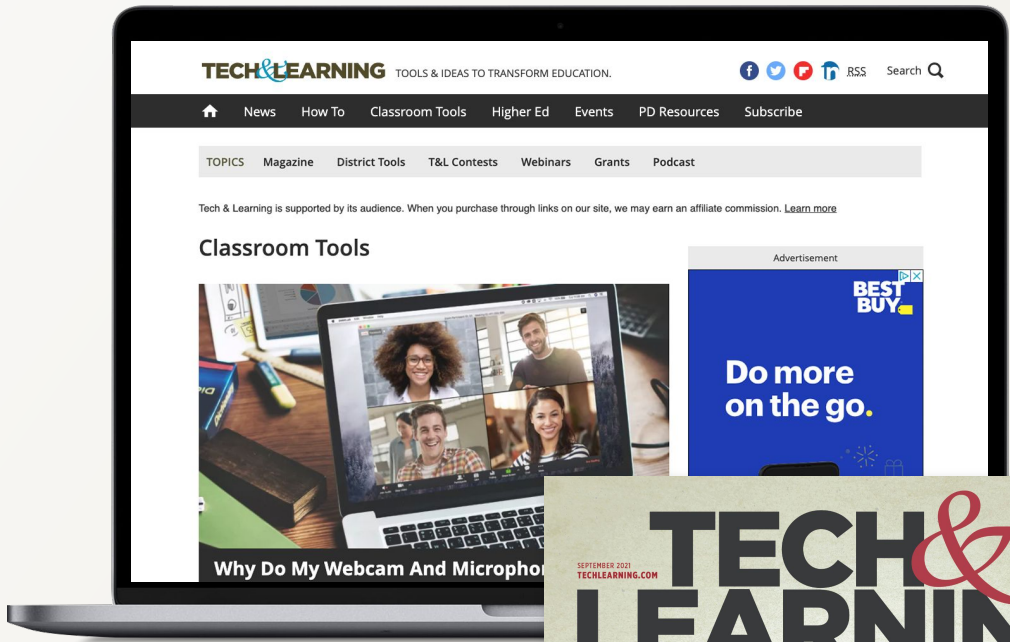 TECH&LEARNING TOOLS & IDEAS TO TRANSFORM EDUCATION.
RSS Search
News How To Classroom Tools Higher Ed Events PD Resources Subscribe
TOPICS Magazine District Tools T&L Contests Webinars Grants Podcast
Tech & Learning is supported by its audience. When you purchase through links on our site, we may earn an affiliate commission. Learn more
Classroom Tools
Advertisement
BEST
BUY
Do more
on the go.
Why Do My Webcam And Micropho
SEPTEMBER 2021
TECHLEARNING.COM
TECH&
LEARNIN